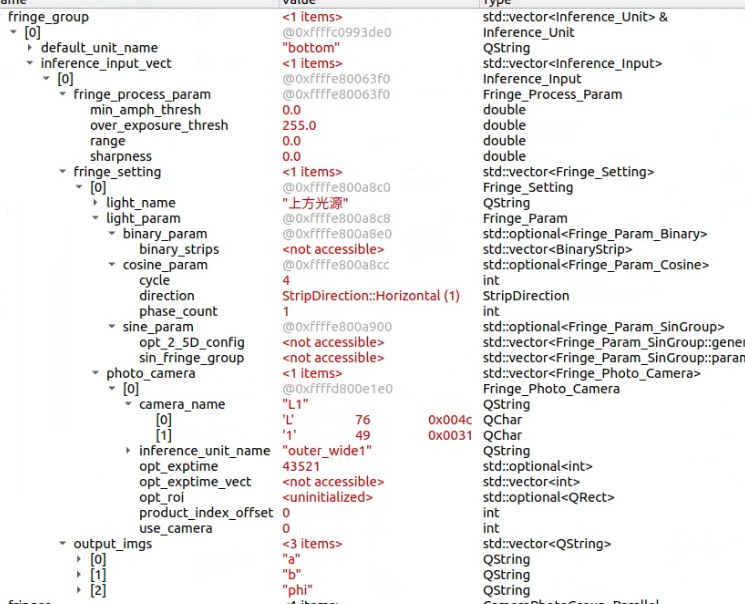 value
fringe_group <1 items> std::vector<Inference_Unit> &
[0] @0xffffc0993de0 Inference_Unit
default_unit_name "bottom" QString
inference_input_vect <1 items> std::vector<Inference_Input>
[0] @0xffffe80063f0 Inference_Input
fringe_process_param @0xffffe80063f0 Fringe_Process_Param
min_amph_thresh 0.0 double
over_exposure_thresh 255.0 double
range 0.0 double
sharpness 0.0 double
fringe_setting <1 items> std::vector<Fringe_Setting>
[0] @0xffffe800a8c0 Fringe_Setting
light_name "上方光源" QString
light_param @0xffffe800a8c8 Fringe_Param
binary_param @0xffffe800a8e0 std::optional<Fringe_Param_Binary>
binary_strips <not accessible> std::vector<BinaryStrip>
cosine_param @0xffffe800a8cc std::optional<Fringe_Param_Cosine>
cycle 4 int
direction StripDirection::Horizontal (1) StripDirection
phase_count 1 int
sine_param @0xffffe800a900 std::optional<Fringe_Param_SinGroup>
opt_2_5D_config <not accessible> std::vector<Fringe_Param_SinGroup::gener
sin_fringe_group <not accessible> std::vector<Fringe_Param_SinGroup::param
photo_camera <1 items> std::vector<Fringe_Photo_Camera>
[0] @0xffffd800e1e0 Fringe_Photo_Camera
camera_name "L1" QString
[0] 'L' 76 0x004c QChar
[1] '1' 49 0x0031 QChar
inference_unit_name "outer_wide1" QString
opt_exptime 43521 std::optional<int>
opt_exptime_vect <not accessible> std::vector<int>
opt_roi <uninitialized> std::optional<QRect>
product_index_offset 0 int
use_camera 0 int
output_imgs <3 items> std::vector<QString>
[0] "a" QString
[1] "b" QString
[2] "phi" QString